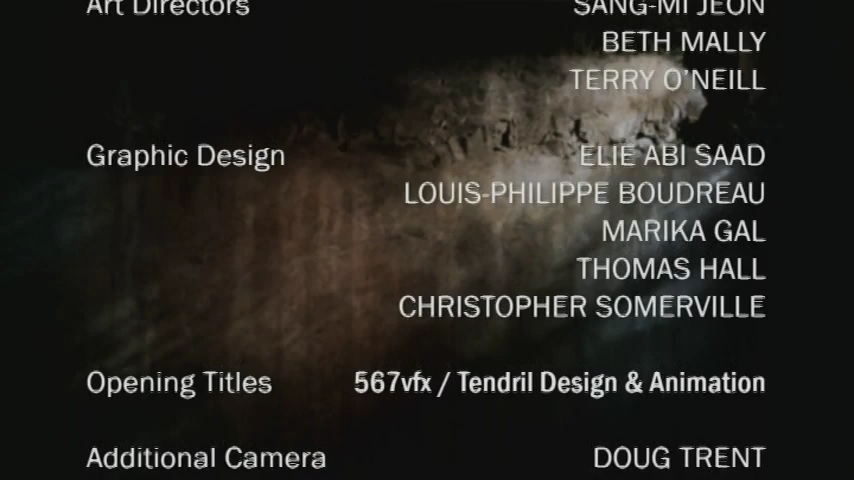 Art Directors SANG-MI JEON
BETH MALLY
TERRY O'NEILL
Graphic Design ELIE ABI SAAD
LOUIS-PHILIPPE BOUDREAU
MARIKA GAL
THOMAS HALL
CHRISTOPHER SOMERVILLE
Opening Titles 567vfx / Tendril Design & Animation
Additional Camera DOUG TRENT